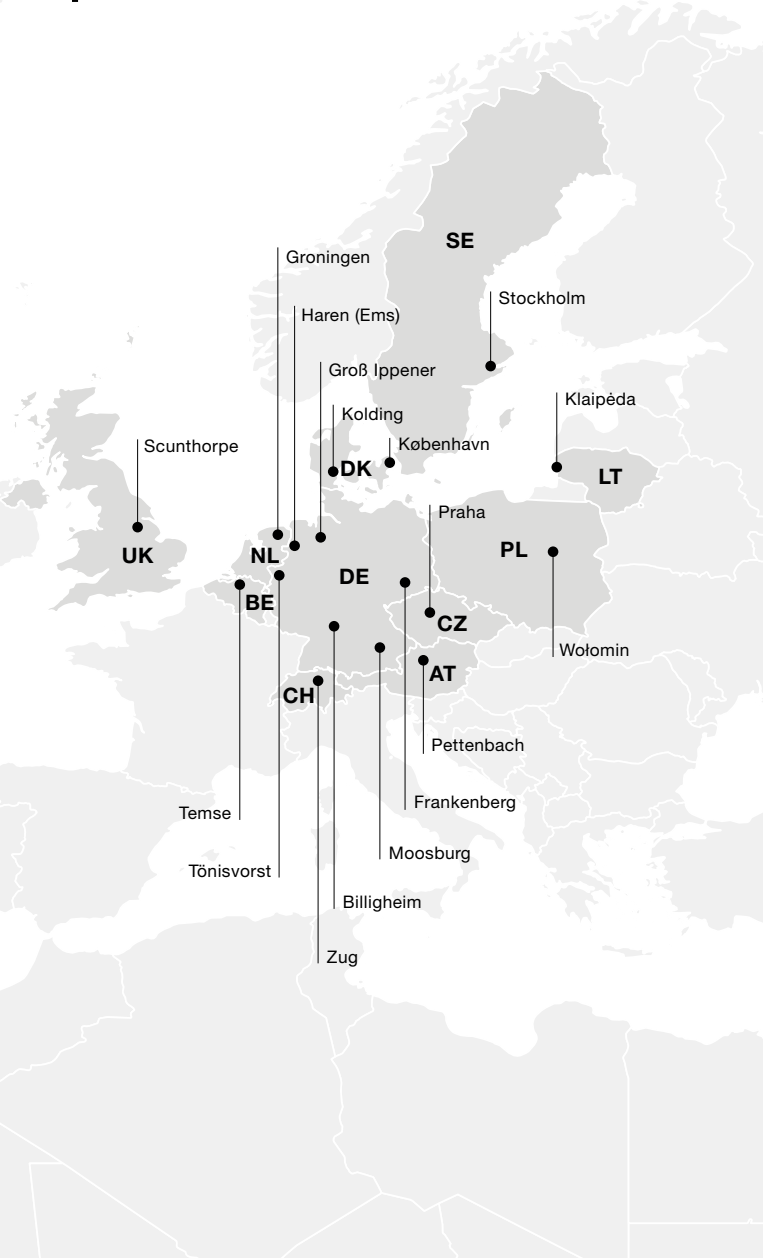 SE
Groningen
Stockholm
Haren (Ems)
Groß Ippener
Klaipėda
Kolding
København
Scunthorpe
DK
LT
Praha
UK
NL
DE
PL
BE
CZ
Wołomin
AT
CH
Pettenbach
Frankenberg
Temse
Moosburg
Tönisvorst
Billigheim
Zug